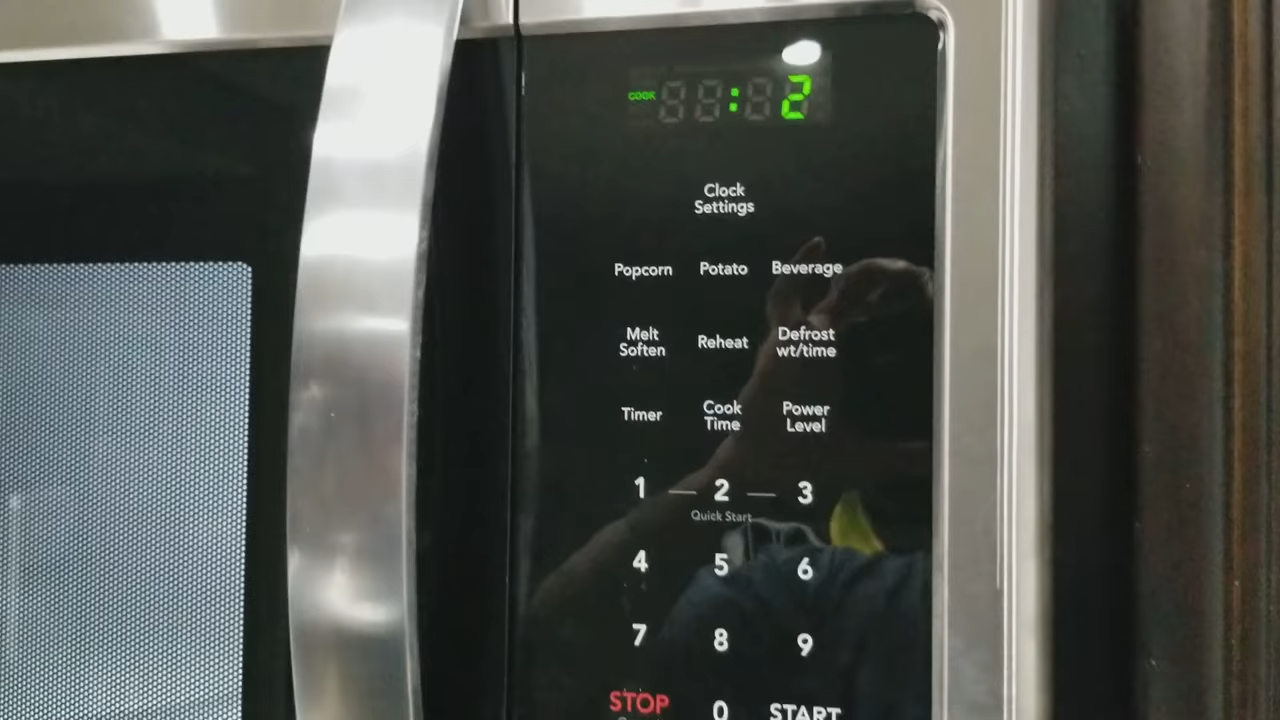 COOK : 2
Clock
Settings
Popcorn Potato Beverage
Melt
Soften
Reheat
Defrost
wt/time
Timer
Cook
Time
Power
Level
1 — 2 — 3
Quick Start
4 5 6
7 8 9
STOP 0 START